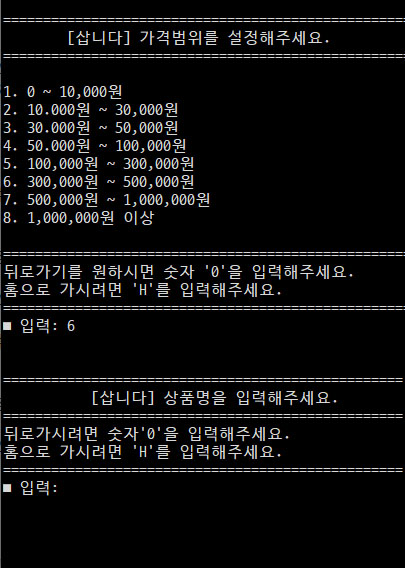 ==================================================
[삽니다] 가격범위를 설정해주세요.
==================================================
1. 0 ~ 10,000원
2. 10.000원 ~ 30,000원
3. 30.000원 ~ 50,000원
4. 50.000원 ~ 100,000원
5. 100,000원 ~ 300,000원
6. 300,000원 ~ 500,000원
7. 500,000원 ~ 1,000,000원
8. 1,000,000원 이상
==================================================
뒤로가기를 원하시면 숫자 '0'을 입력해주세요.
홈으로 가시려면 'H'를 입력해주세요.
==================================================
■ 입력: 6
==================================================
[삽니다] 상품명을 입력해주세요.
==================================================
뒤로가시려면 숫자'0'을 입력해주세요.
홈으로 가시려면 'H'를 입력해주세요.
==================================================
■ 입력: